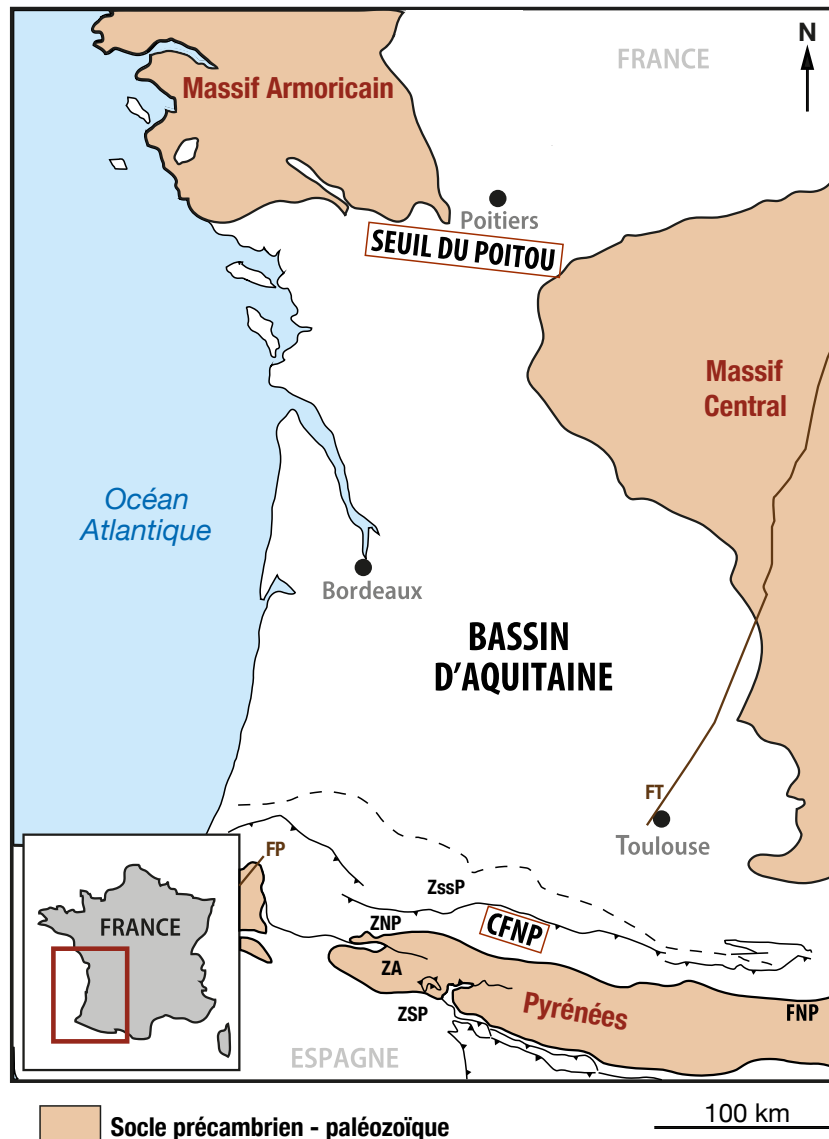 N
FRANCE
Massif Armoricain
Poitiers
SEUIL DU POITOU
Massif
Central
Océan
Atlantique
Bordeaux
BASSIN
D'AQUITAINE
FT
Toulouse
FP
ZssP
ZNP
CFNP
FRANCE
ZA
Pyrénées
ZSP
FNP
ESPAGNE
100 km
Socle précambrien - paléozoïque